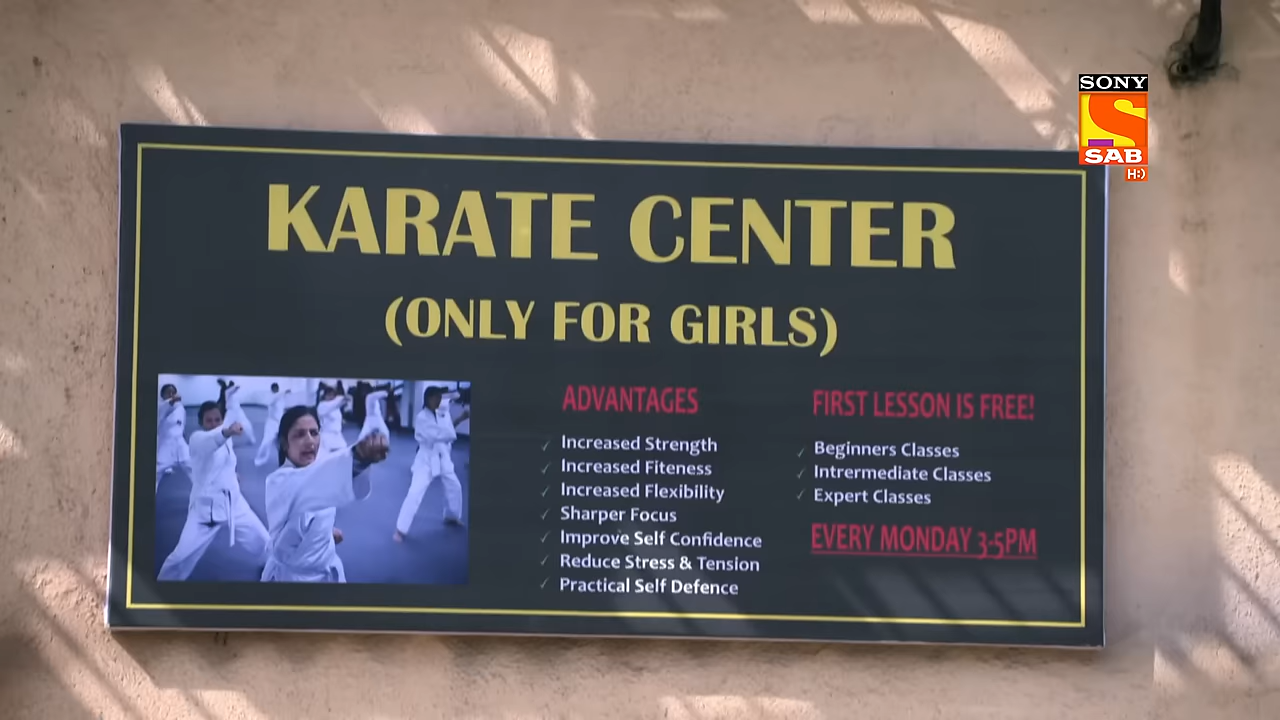 SONY
SAB
H:)
KARATE CENTER
(ONLY FOR GIRLS)
ADVANTAGES
Increased Strength
Increased Fiteness
Increased Flexibility
Sharper Focus
Improve Self Confidence
Reduce Stress & Tension
Practical Self Defence
FIRST LESSON IS FREE!
Beginners Classes
Intrermediate Classes
Expert Classes
EVERY MONDAY 3-5PM